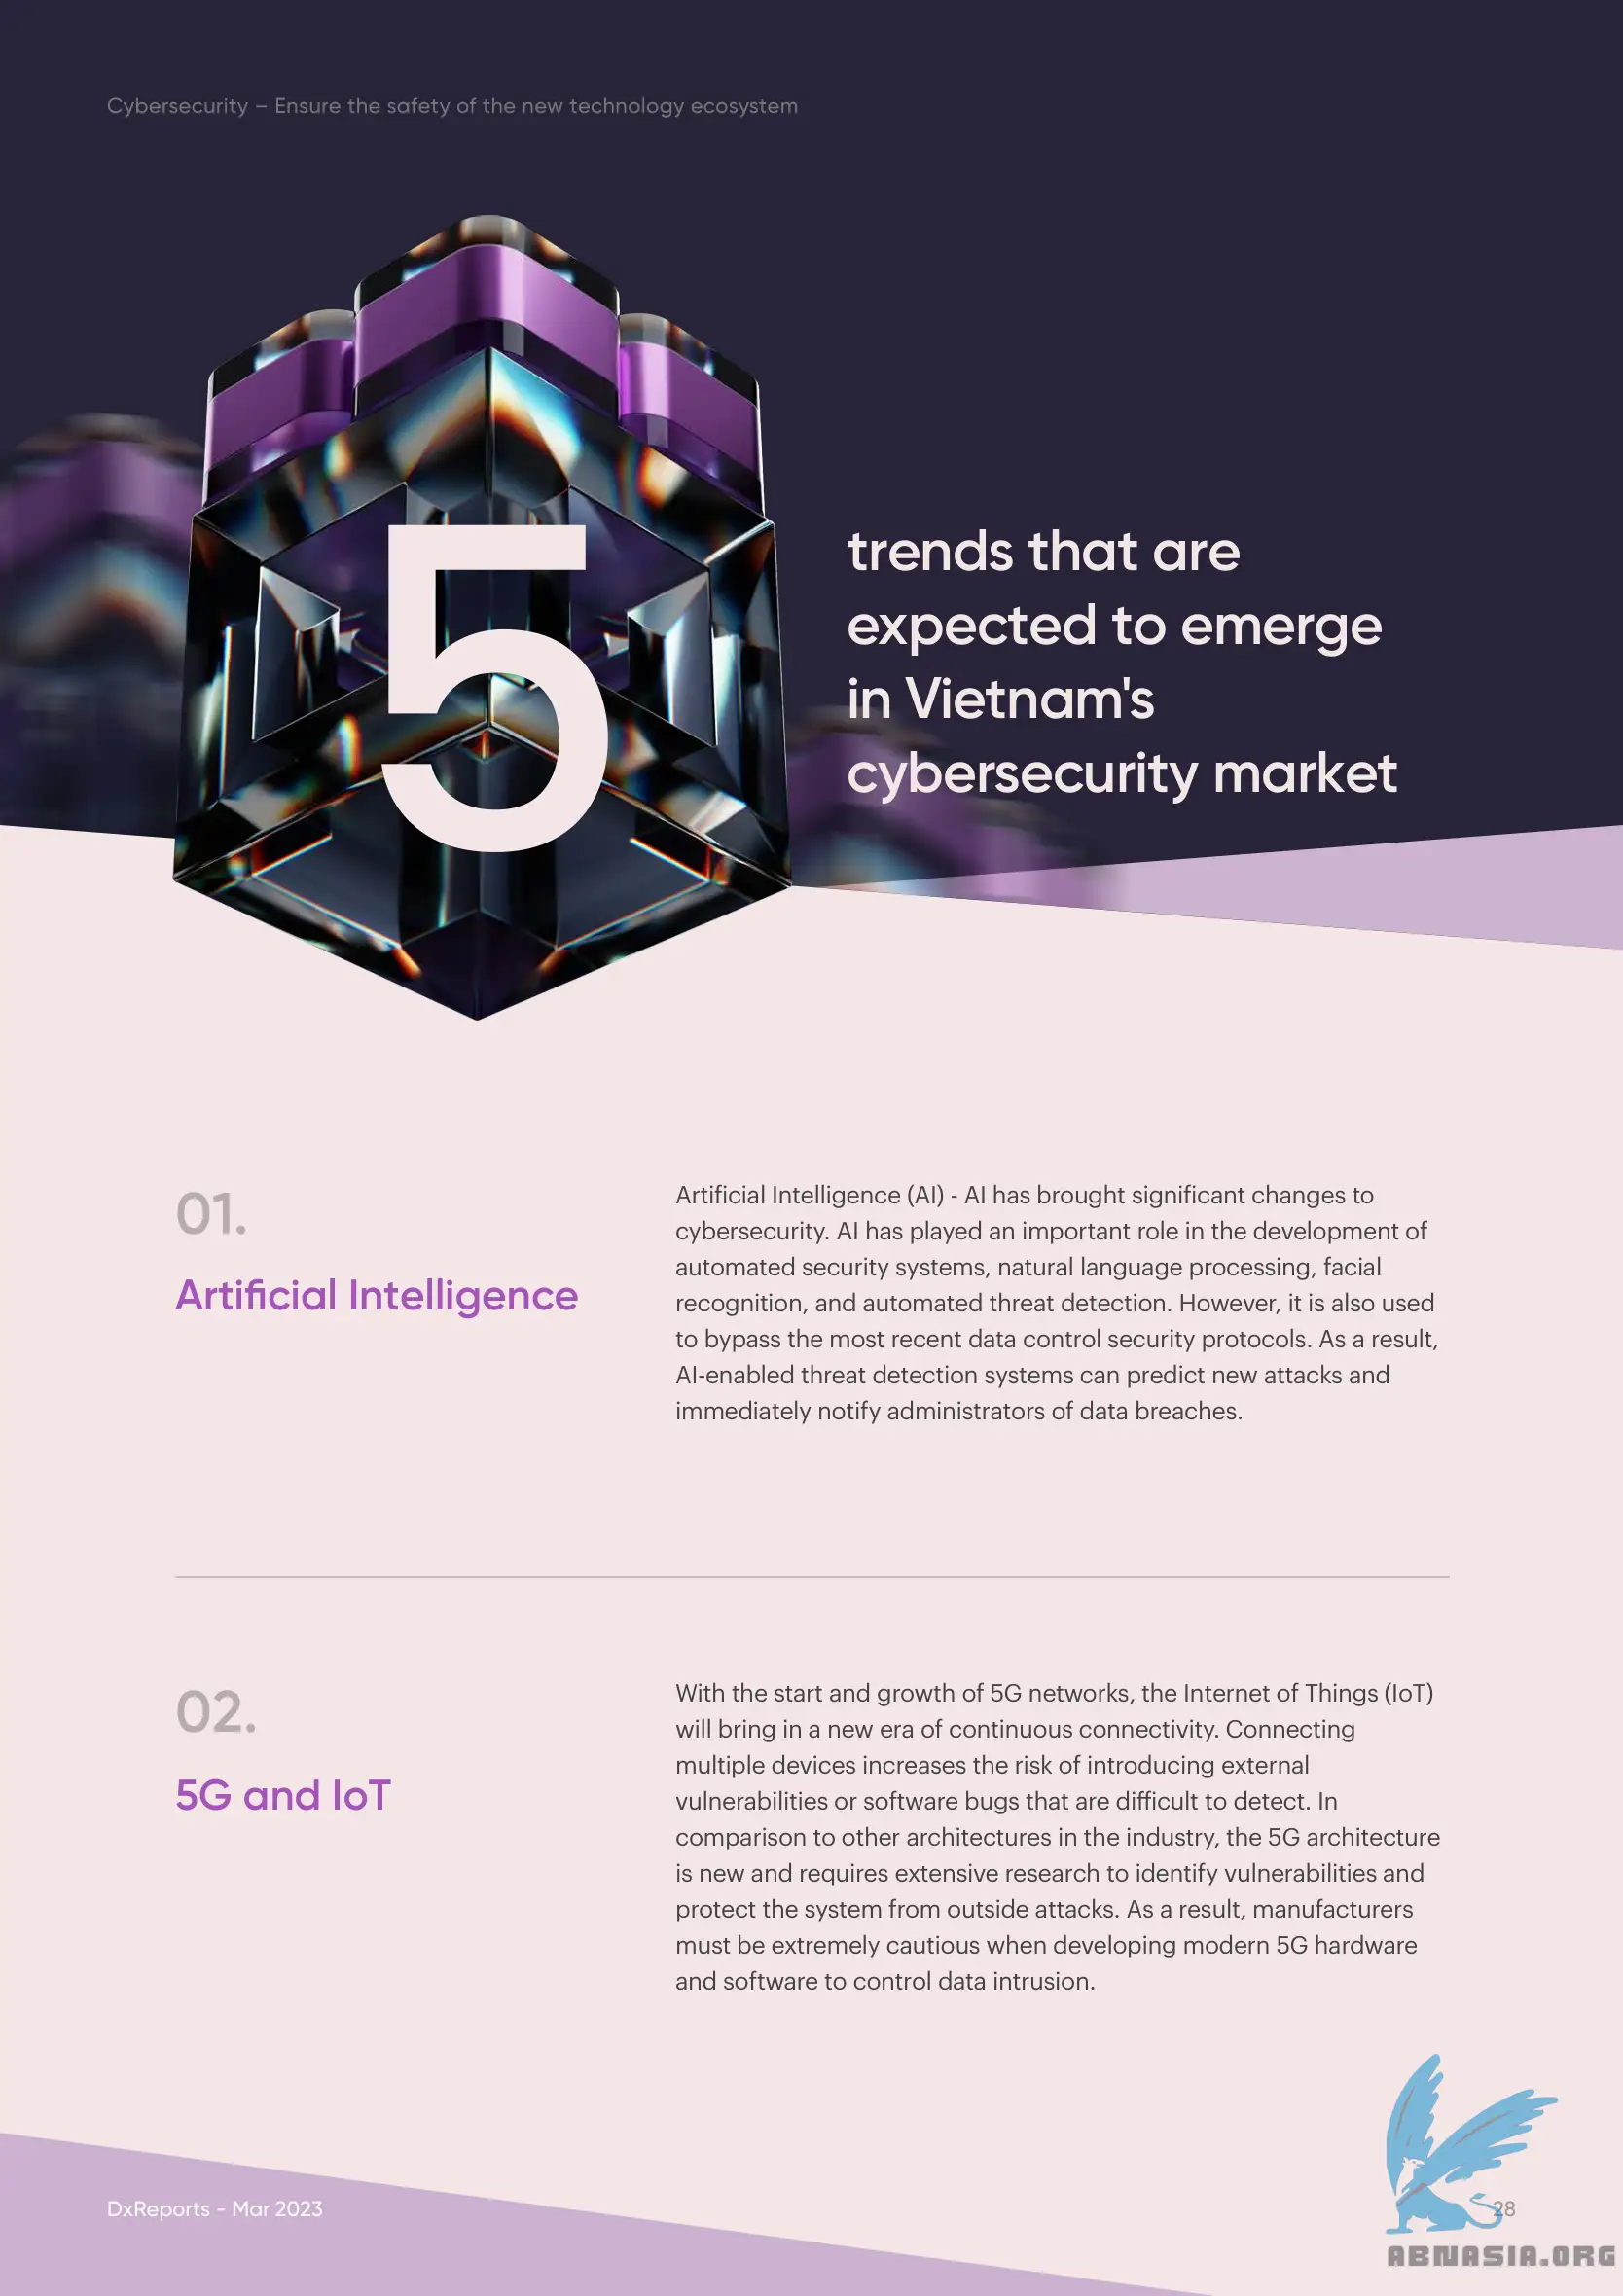 Cybersecurity – Ensure the safety of the new technology ecosystem
5
trends that are
expected to emerge
in Vietnam's
cybersecurity market
01.
Artificial Intelligence
Artificial Intelligence (AI) - AI has brought significant changes to
cybersecurity. AI has played an important role in the development of
automated security systems, natural language processing, facial
recognition, and automated threat detection. However, it is also used
to bypass the most recent data control security protocols. As a result,
AI-enabled threat detection systems can predict new attacks and
immediately notify administrators of data breaches.
02.
5G and IoT
With the start and growth of 5G networks, the Internet of Things (IoT)
will bring in a new era of continuous connectivity. Connecting
multiple devices increases the risk of introducing external
vulnerabilities or software bugs that are difficult to detect. In
comparison to other architectures in the industry, the 5G architecture
is new and requires extensive research to identify vulnerabilities and
protect the system from outside attacks. As a result, manufacturers
must be extremely cautious when developing modern 5G hardware
and software to control data intrusion.
DxReports - Mar 2023
28
ABNASIA.ORG